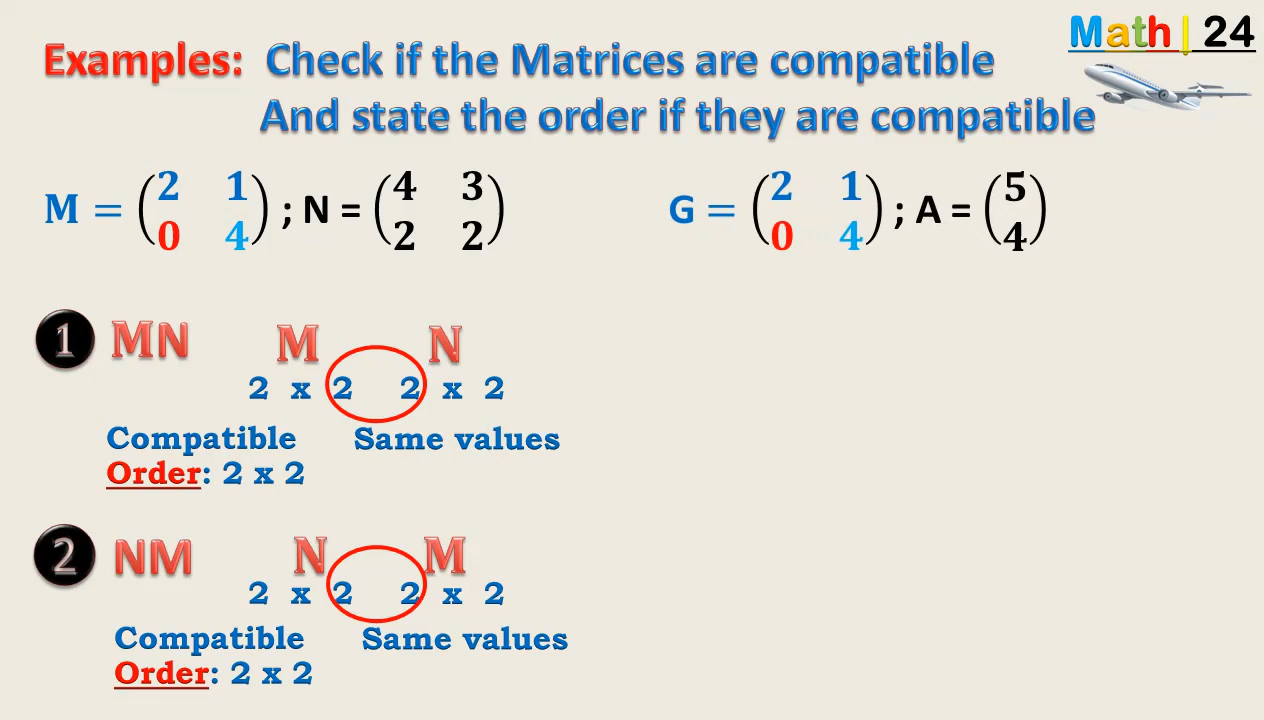 Math|24
Examples: Check if the Matrices are compatible
And state the order if they are compatible
M = (2 1
0 4) ; N = (4 3
2 2)
G = (2 1
0 4) ; A = (5
4)
1 MN M N
2 x 2 2 x 2
Compatible Same values
Order: 2 x 2
2 NM N M
2 x 2 2 x 2
Compatible Same values
Order: 2 x 2